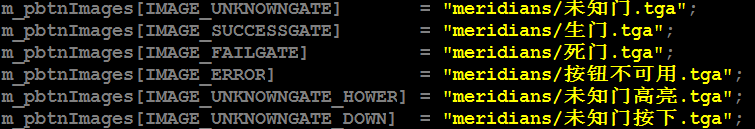 m_pbtnImages[IMAGE_UNKNOWNGATE]       = "meridians/未知门.tga";
m_pbtnImages[IMAGE_SUCCESSGATE]       = "meridians/生门.tga";
m_pbtnImages[IMAGE_FAILGATE]          = "meridians/死门.tga";
m_pbtnImages[IMAGE_ERROR]             = "meridians/按钮不可用.tga";
m_pbtnImages[IMAGE_UNKNOWNGATE_HOWER] = "meridians/未知门高亮.tga";
m_pbtnImages[IMAGE_UNKNOWNGATE_DOWN]  = "meridians/未知门按下.tga";